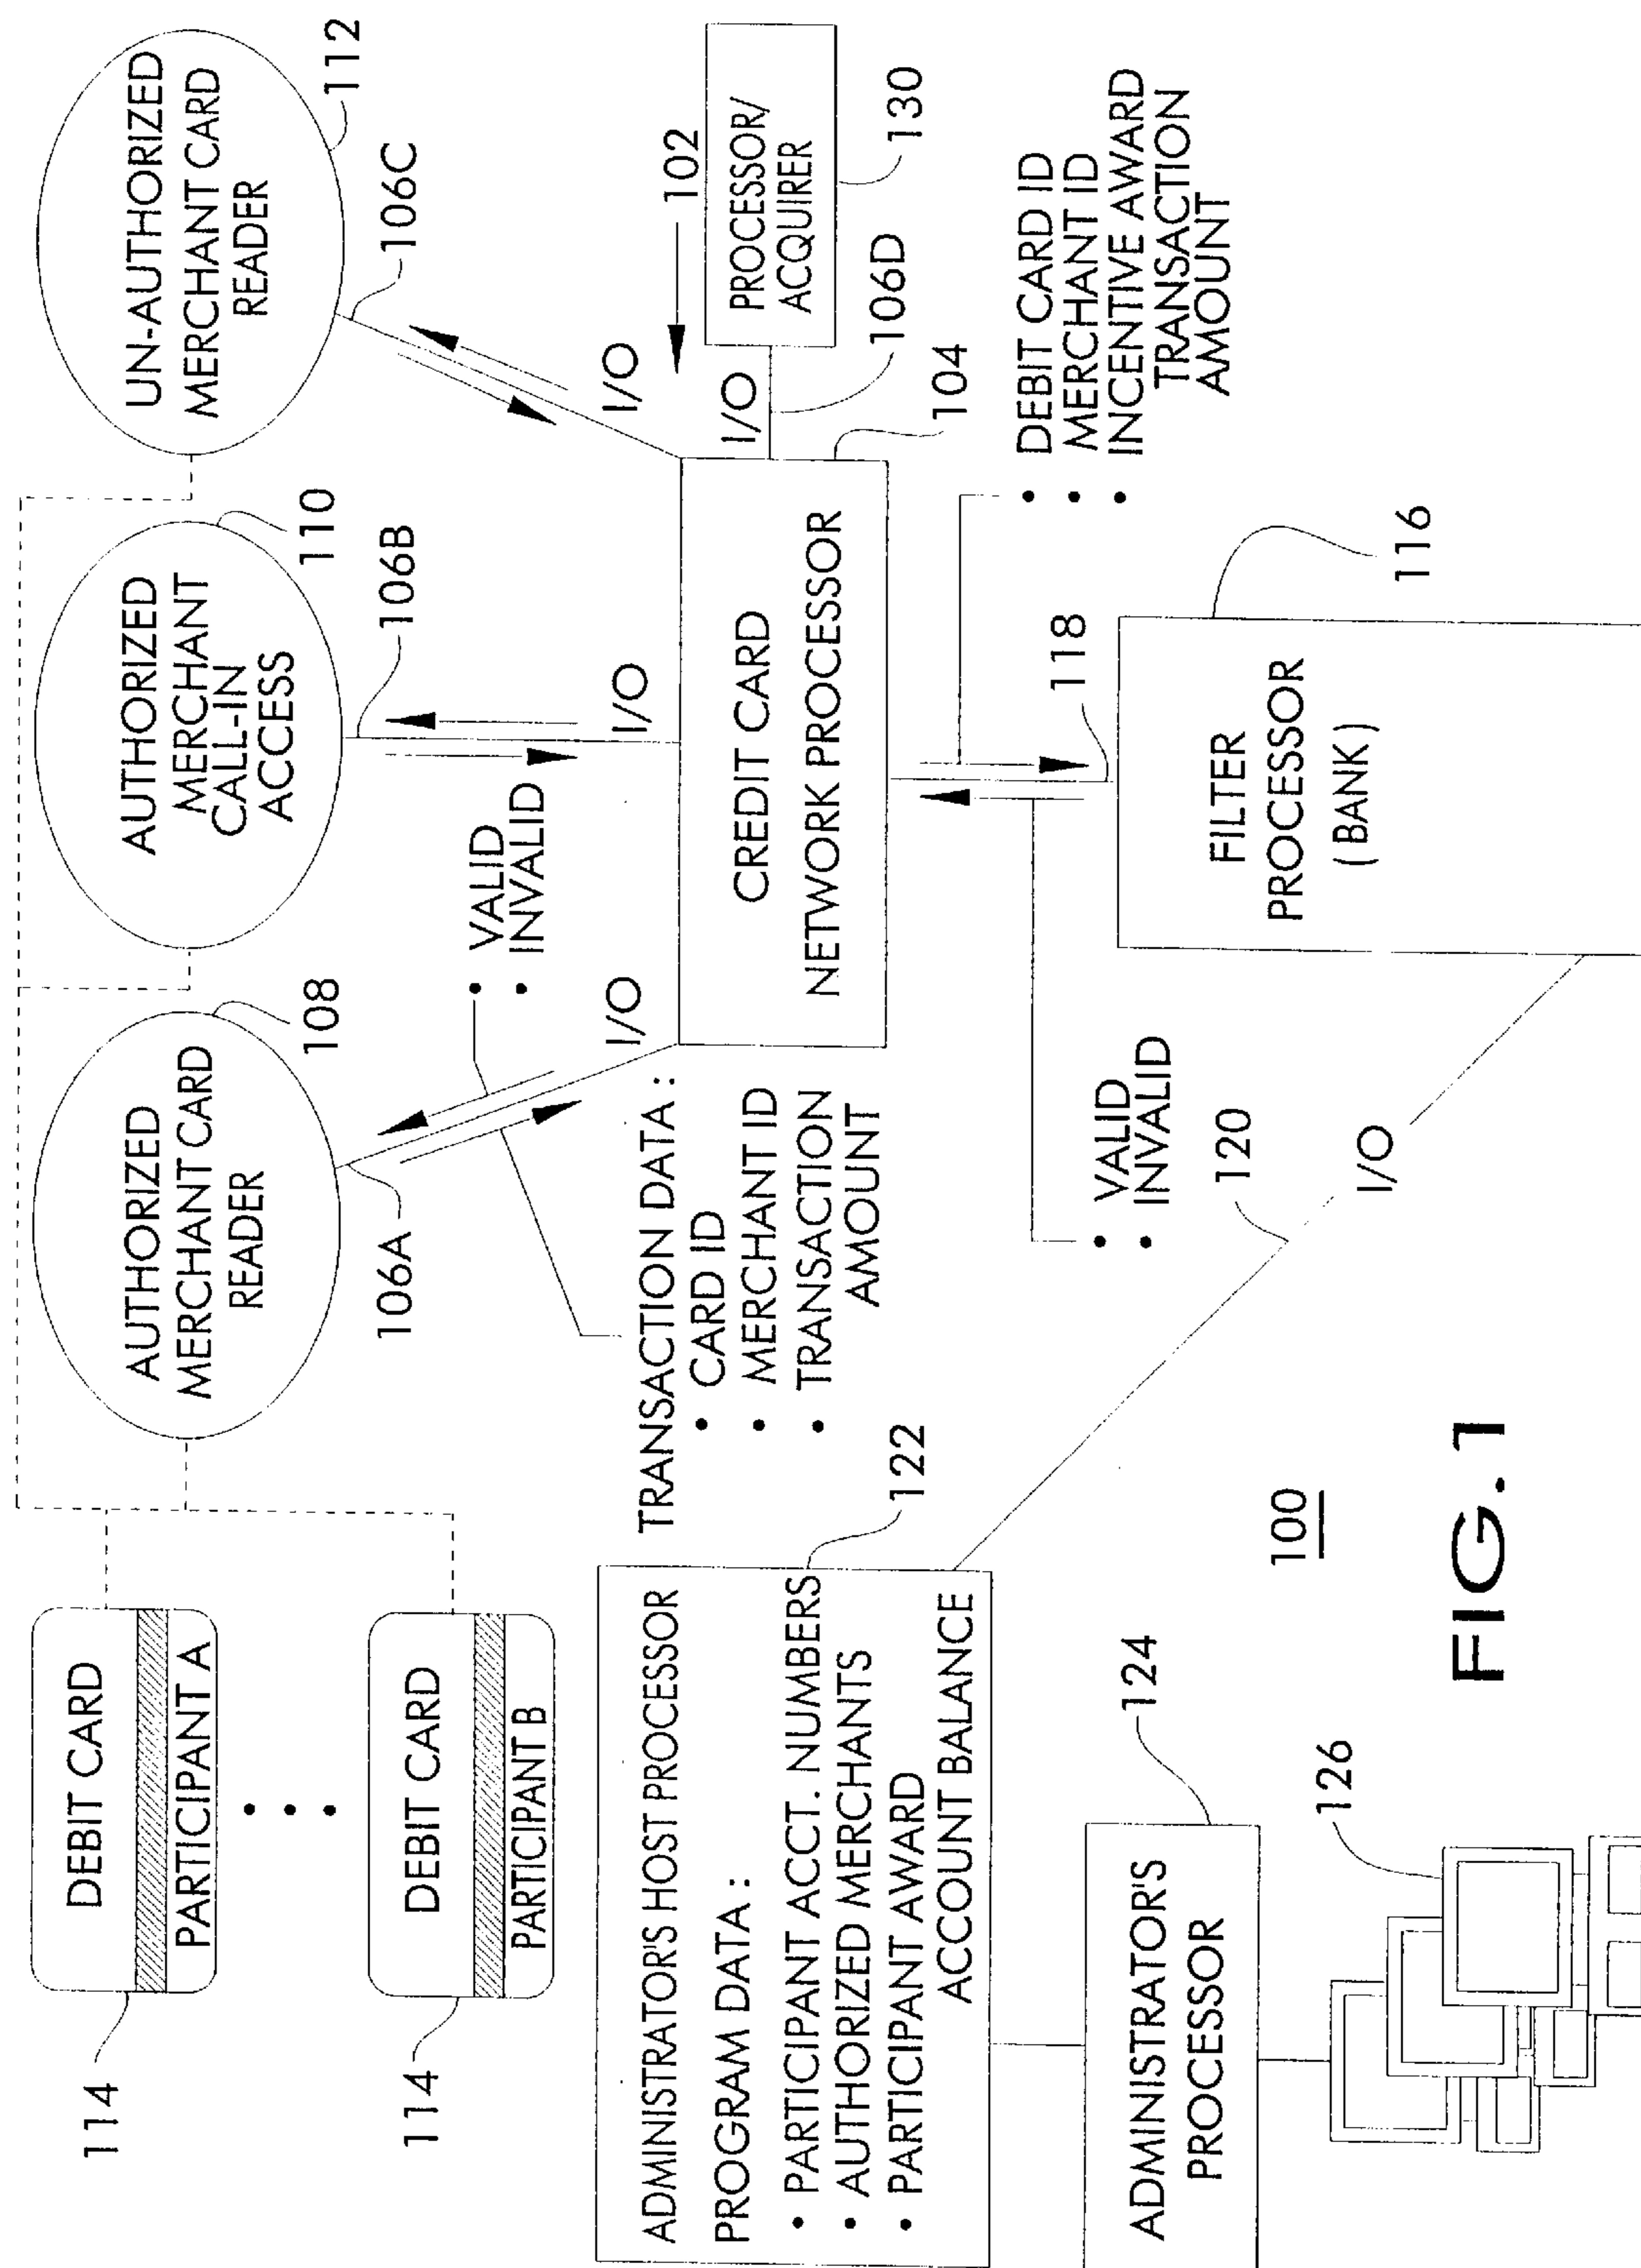 DEBIT CARD
PARTICIPANT A
114
DEBIT CARD
PARTICIPANT B
114
AUTHORIZED
MERCHANT CARD
READER
108
AUTHORIZED
MERCHANT
CALL-IN
ACCESS
110
UN-AUTHORIZED
MERCHANT CARD
READER
112
106A
106B
106C
• VALID
• INVALID
I/O
I/O
I/O
102
TRANSACTION DATA :
• CARD ID
• MERCHANT ID
• TRANSACTION
AMOUNT
CREDIT CARD
NETWORK PROCESSOR
104
I/O
106D
PROCESSOR/
ACQUIRER
130
ADMINISTRATOR'S HOST PROCESSOR
PROGRAM DATA :
• PARTICIPANT ACCT. NUMBERS
• AUTHORIZED MERCHANTS
• PARTICIPANT AWARD
ACCOUNT BALANCE
122
• VALID
• INVALID
118
• DEBIT CARD ID
• MERCHANT ID
• INCENTIVE AWARD
TRANSACTION
AMOUNT
120
I/O
FILTER
PROCESSOR
( BANK )
116
ADMINISTRATOR'S
PROCESSOR
124
126
100
FIG. 1